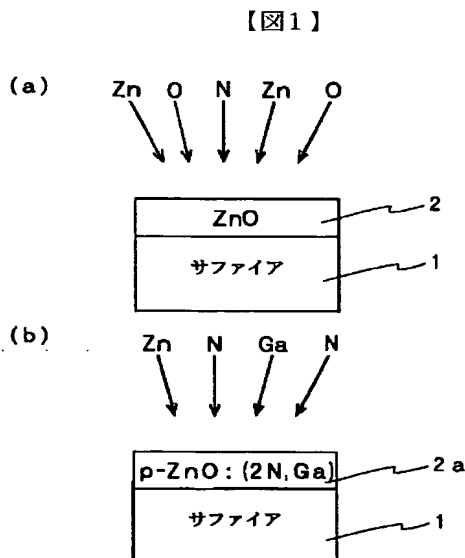 【図1】
(a)
Zn O N Zn O
ZnO
2
サファイア
1
(b)
Zn N Ga N
p-ZnO:(2N,Ga)
2a
サファイア
1